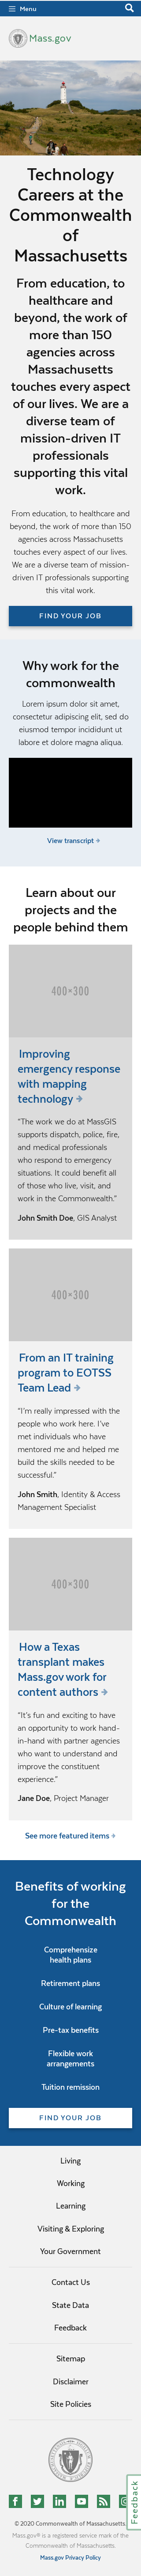 Menu
Mass.gov
Technology
Careers at the
Commonwealth
of
Massachusetts
From education, to
healthcare and
beyond, the work of
more than 150
agencies across
Massachusetts
touches every aspect
of our lives. We are a
diverse team of
mission-driven IT
professionals
supporting this vital
work.
From education, to healthcare and
beyond, the work of more than 150
agencies across Massachusetts
touches every aspect of our lives.
We are a diverse team of mission-
driven IT professionals supporting
this vital work.
FIND YOUR JOB
Why work for the
commonwealth
Lorem ipsum dolor sit amet,
consectetur adipiscing elit, sed do
eiusmod tempor incididunt ut
labore et dolore magna aliqua.
View transcript
Learn about our
projects and the
people behind them
400×300
Improving
emergency response
with mapping
technology
"The work we do at MassGIS
supports dispatch, police, fire,
and medical professionals
who respond to emergency
situations. It could benefit all
of those who live, visit, and
work in the Commonwealth."
John Smith Doe, GIS Analyst
400×300
From an IT training
program to EOTSS
Team Lead
"I'm really impressed with the
people who work here. I've
met individuals who have
mentored me and helped me
build the skills needed to be
successful."
John Smith, Identity & Access
Management Specialist
400×300
How a Texas
transplant makes
Mass.gov work for
content authors
"It's fun and exciting to have
an opportunity to work hand-
in-hand with partner agencies
who want to understand and
improve the constituent
experience."
Jane Doe, Project Manager
See more featured items
Benefits of working
for the
Commonwealth
Comprehensive
health plans
Retirement plans
Culture of learning
Pre-tax benefits
Flexible work
arrangements
Tuition remission
FIND YOUR JOB
Living
Working
Learning
Visiting & Exploring
Your Government
Contact Us
State Data
Feedback
Sitemap
Disclaimer
Site Policies
Feedback
© 2020 Commonwealth of Massachusetts.
Mass.gov® is a registered service mark of the
Commonwealth of Massachusetts.
Mass.gov Privacy Policy